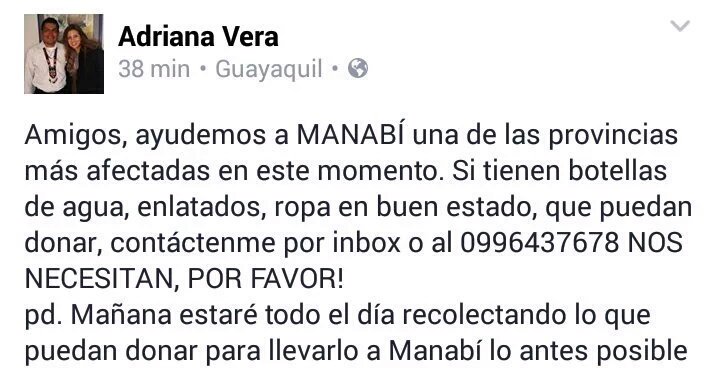 Adriana Vera
38 min • Guayaquil •
Amigos, ayudemos a MANABÍ una de las provincias
más afectadas en este momento. Si tienen botellas
de agua, enlatados, ropa en buen estado, que puedan
donar, contáctenme por inbox o al 0996437678 NOS
NECESITAN, POR FAVOR!
pd. Mañana estaré todo el día recolectando lo que
puedan donar para llevarlo a Manabí lo antes posible